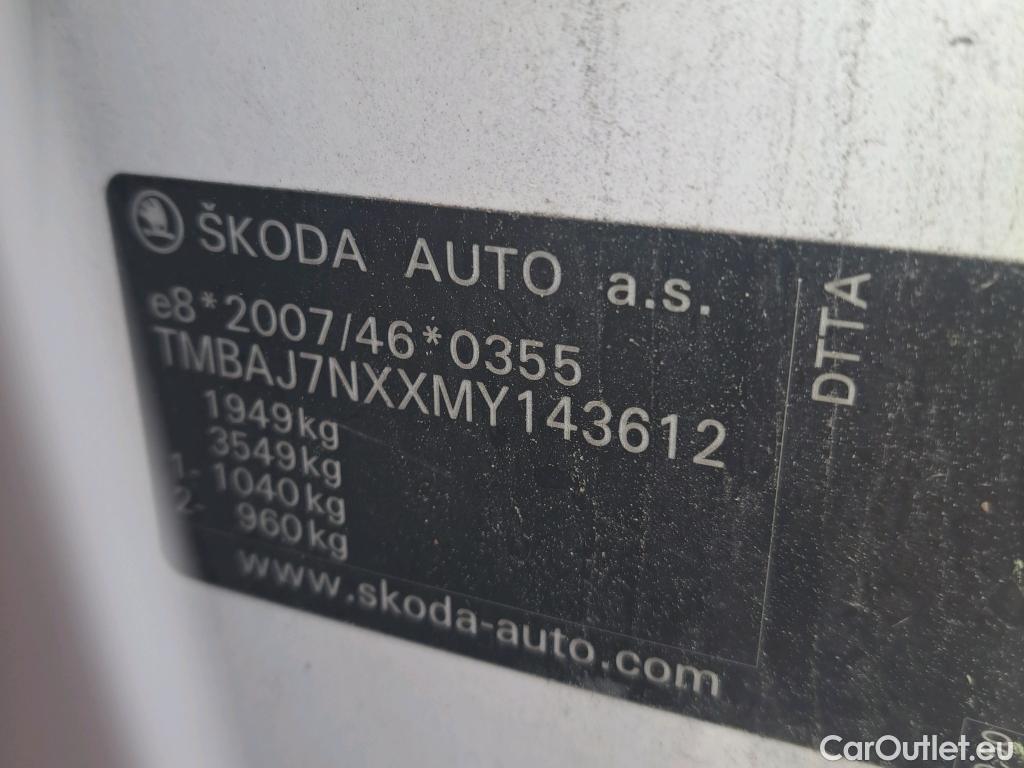 ŠKODA AUTO a.s.
e8*2007/46*0355
TMBAJ7NXXMY143612
1949kg
3549kg
1- 1040kg
2- 960kg
www.skoda-auto.com
DTTA
CarOutlet.eu